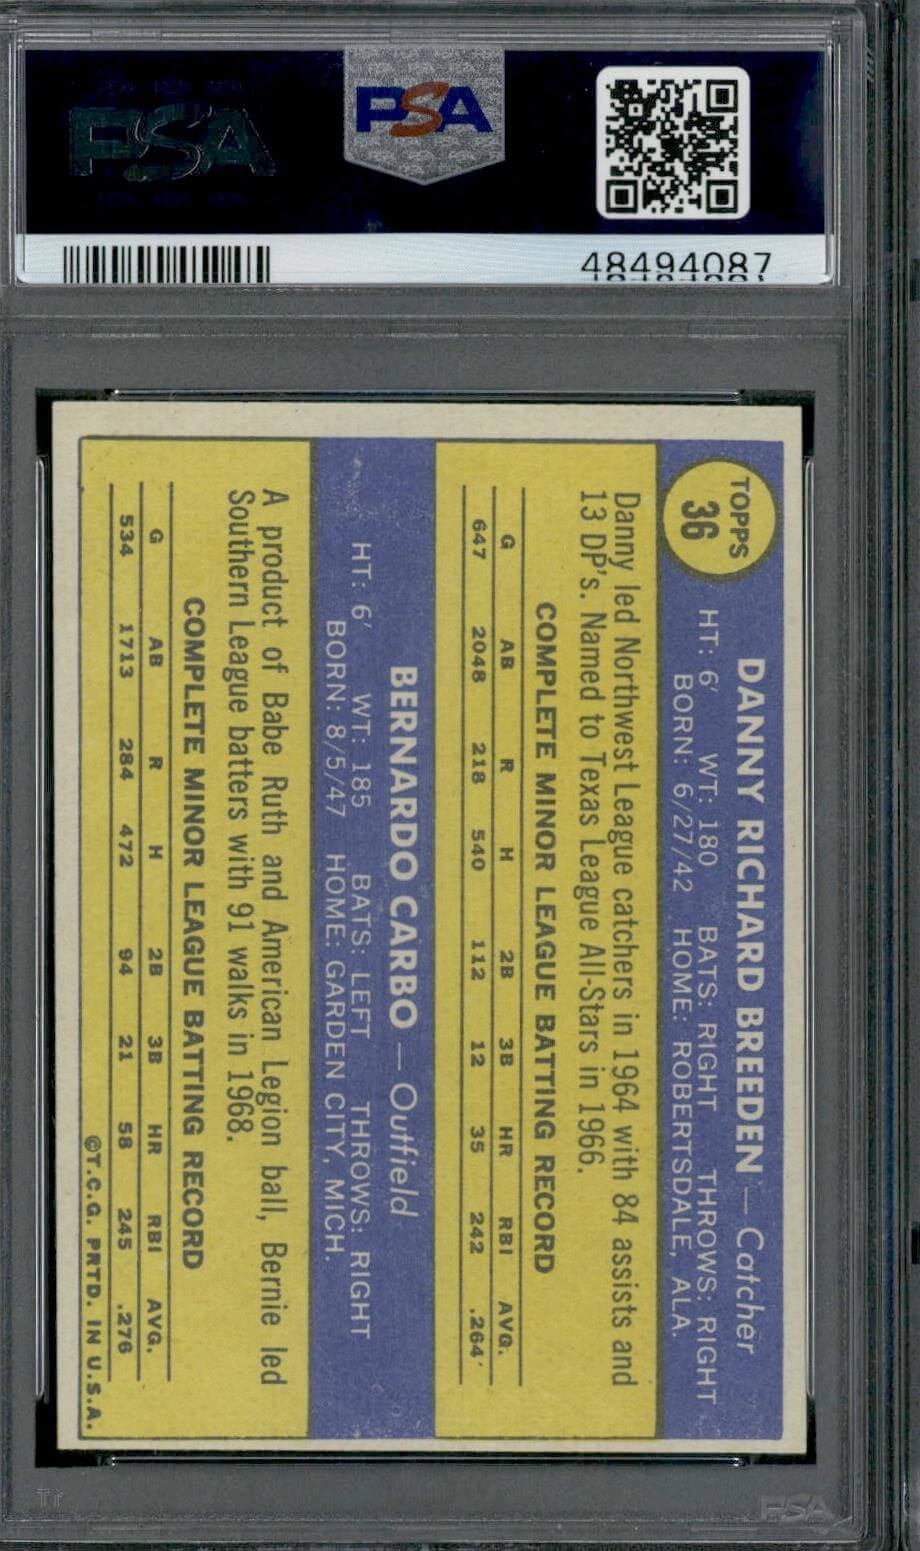 PSA
PSA
48494087
TOPPS
36
DANNY RICHARD BREEDEN — Catcher
HT: 6' WT: 180 BATS: RIGHT THROWS: RIGHT
BORN: 6/27/42 HOME: ROBERTSDALE, ALA.
Danny led Northwest League catchers in 1964 with 84 assists and
13 DP's. Named to Texas League All-Stars in 1966.
COMPLETE MINOR LEAGUE BATTING RECORD
G AB R H 2B 3B HR RBI AVG.
647 2048 218 540 112 12 35 242 .264
BERNARDO CARBO — Outfield
HT: 6' WT: 185 BATS: LEFT THROWS: RIGHT
BORN: 8/5/47 HOME: GARDEN CITY, MICH.
A product of Babe Ruth and American Legion ball, Bernie led
Southern League batters with 91 walks in 1968.
COMPLETE MINOR LEAGUE BATTING RECORD
G AB R H 2B 3B HR RBI AVG.
534 1713 284 472 94 21 58 245 .276
©T.C.G. PRTD. IN U.S.A.
PSA